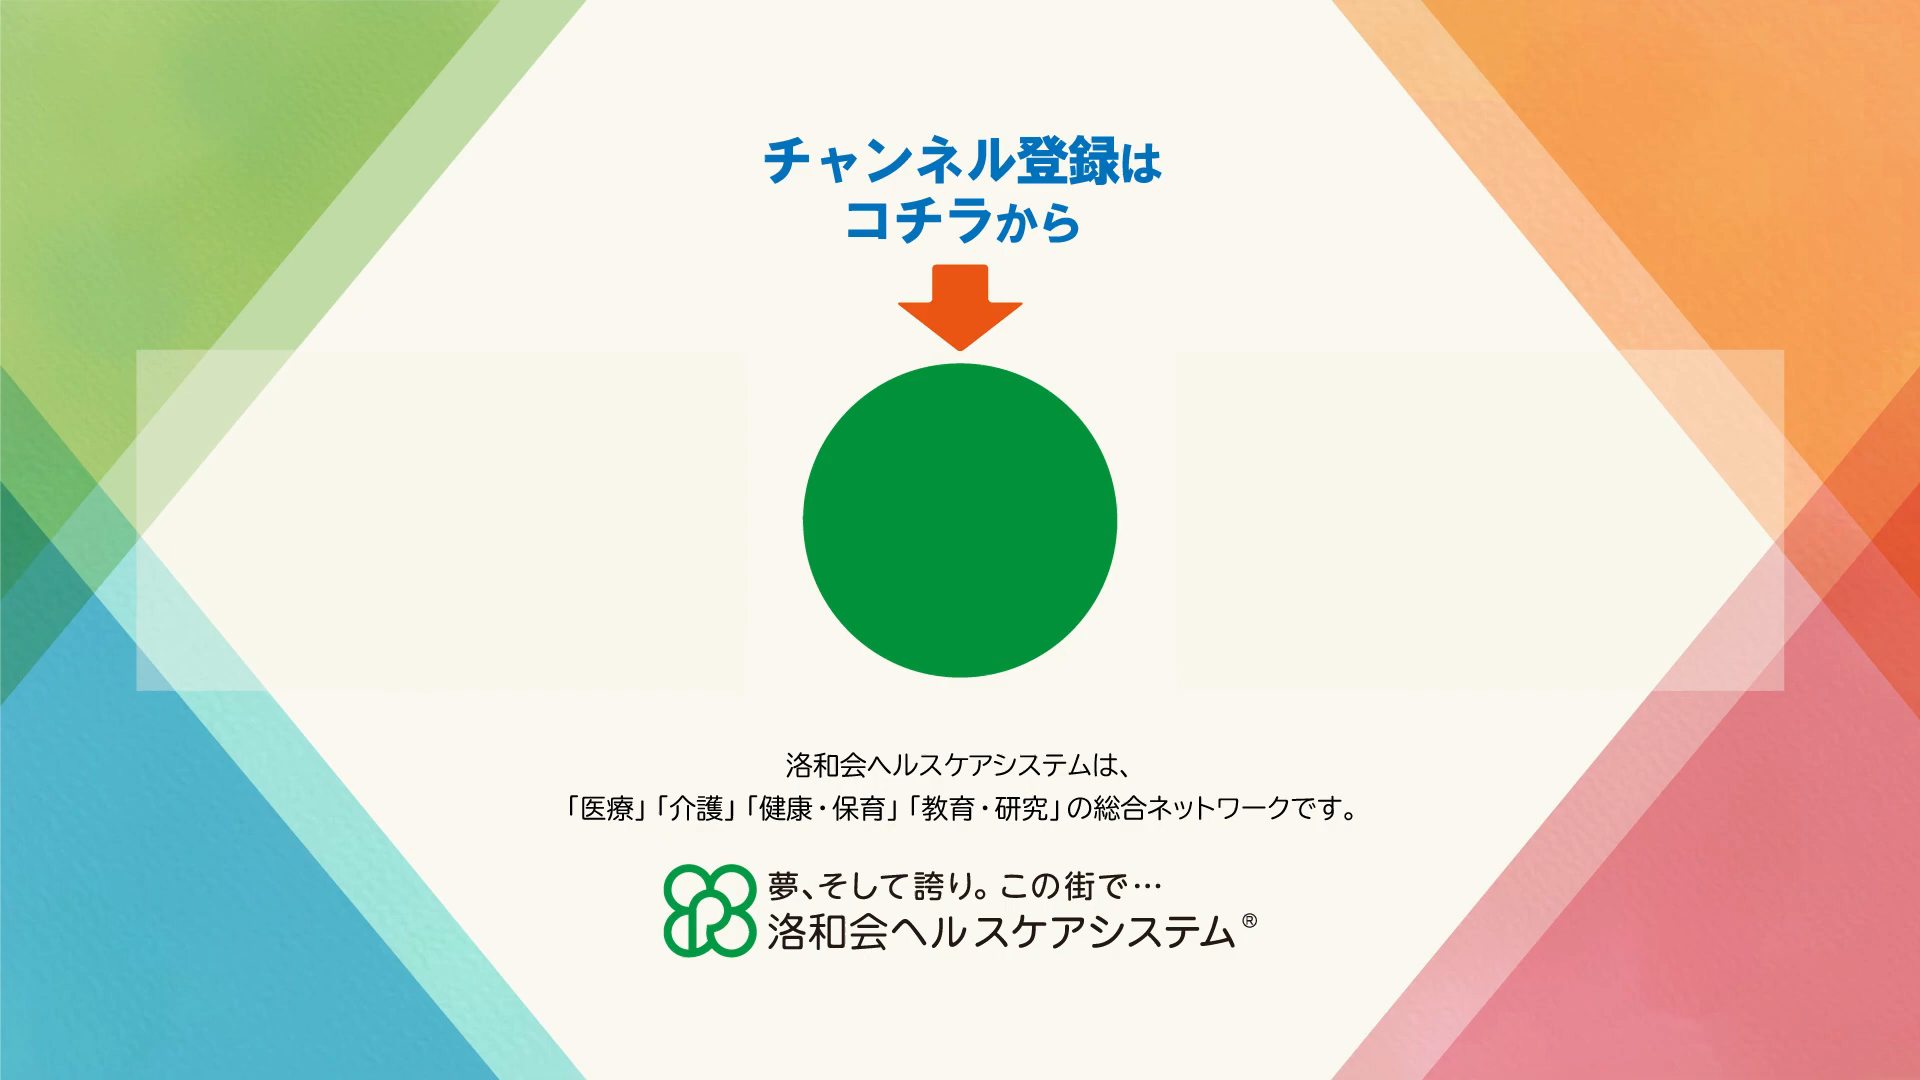 チャンネル登録は
コチラから
洛和会ヘルスケアシステムは、
「医療」「介護」「健康・保育」「教育・研究」の総合ネットワークです。
夢、そして誇り。この街で…
洛和会ヘルスケアシステム®